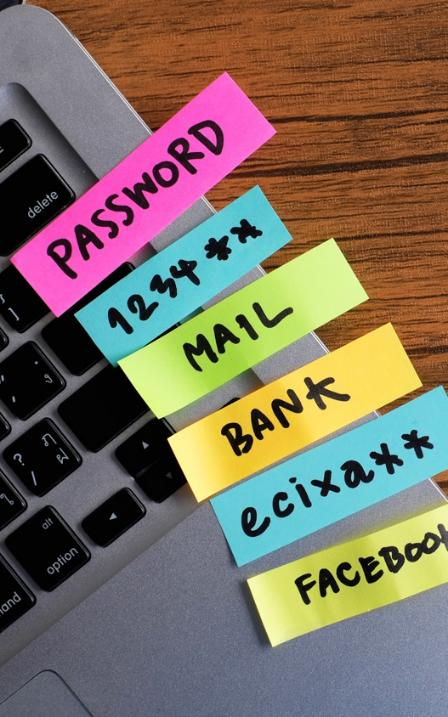 delete
PASSWORD
1234**
MAIL
BANK
ecixa**
alt
option
FACEBOO